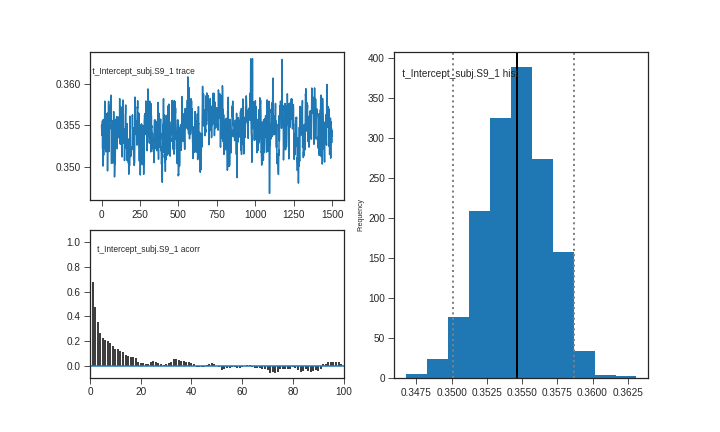 t_Intercept_subj.S9_1 trace
0.360
0.355
0.350
0 250 500 750 1000 1250 1500
t_Intercept_subj.S9_1 acorr
1.0
0.8
0.6
0.4
0.2
0.0
0 20 40 60 80 100
t_Intercept_subj.S9_1 his
Frequency
400
350
300
250
200
150
100
50
0
0.3475 0.3500 0.3525 0.3550 0.3575 0.3600 0.3625